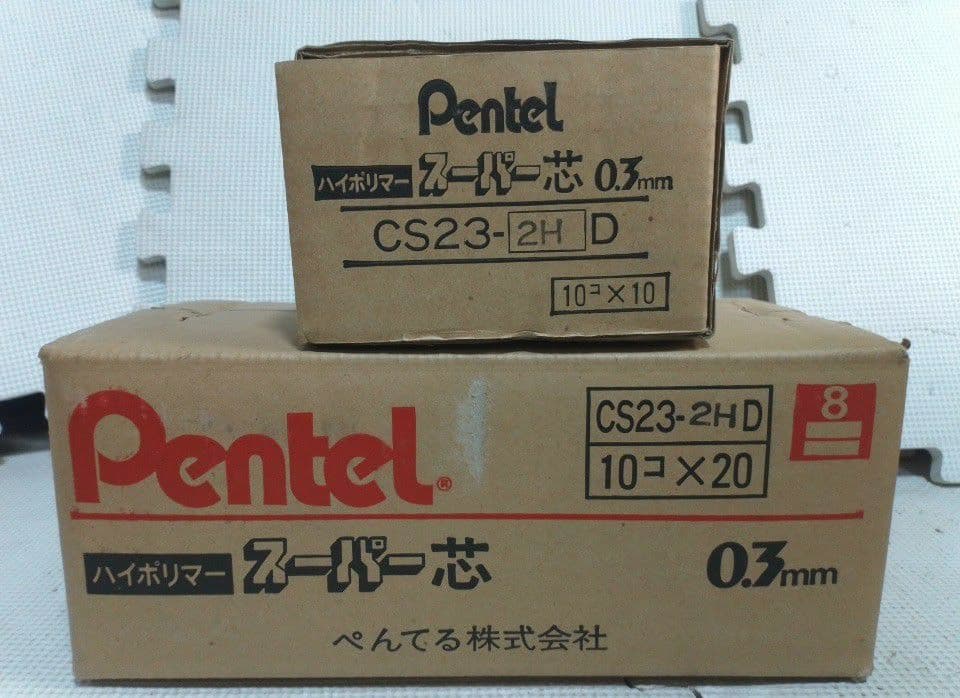 Pentel
ハイポリマー スーパー芯 0.3mm
CS23-2H D
10コ×10
Pentel®
CS23-2H D
10コ×20
8
ハイポリマー スーパー芯 0.3mm
ぺんてる株式会社